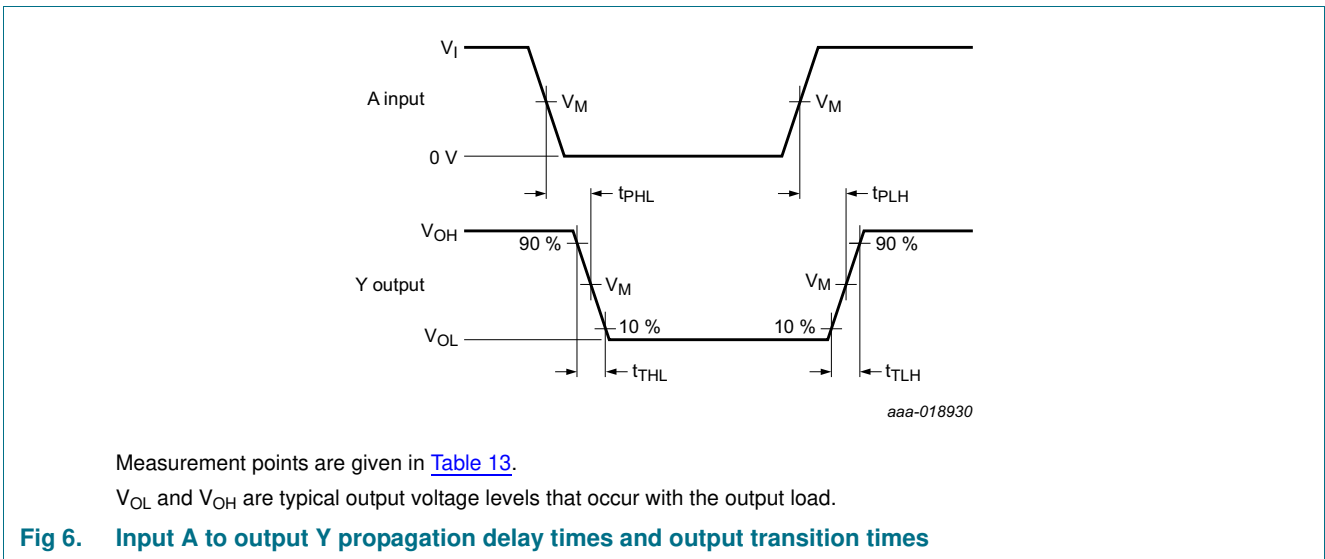 V_I
A input
V_M
V_M
0 V
t_PHL
t_PLH
V_OH
90 %
90 %
Y output
V_M
V_M
10 %
10 %
V_OL
t_THL
t_TLH
aaa-018930
Measurement points are given in Table 13.
V_OL and V_OH are typical output voltage levels that occur with the output load.
Fig 6. Input A to output Y propagation delay times and output transition times